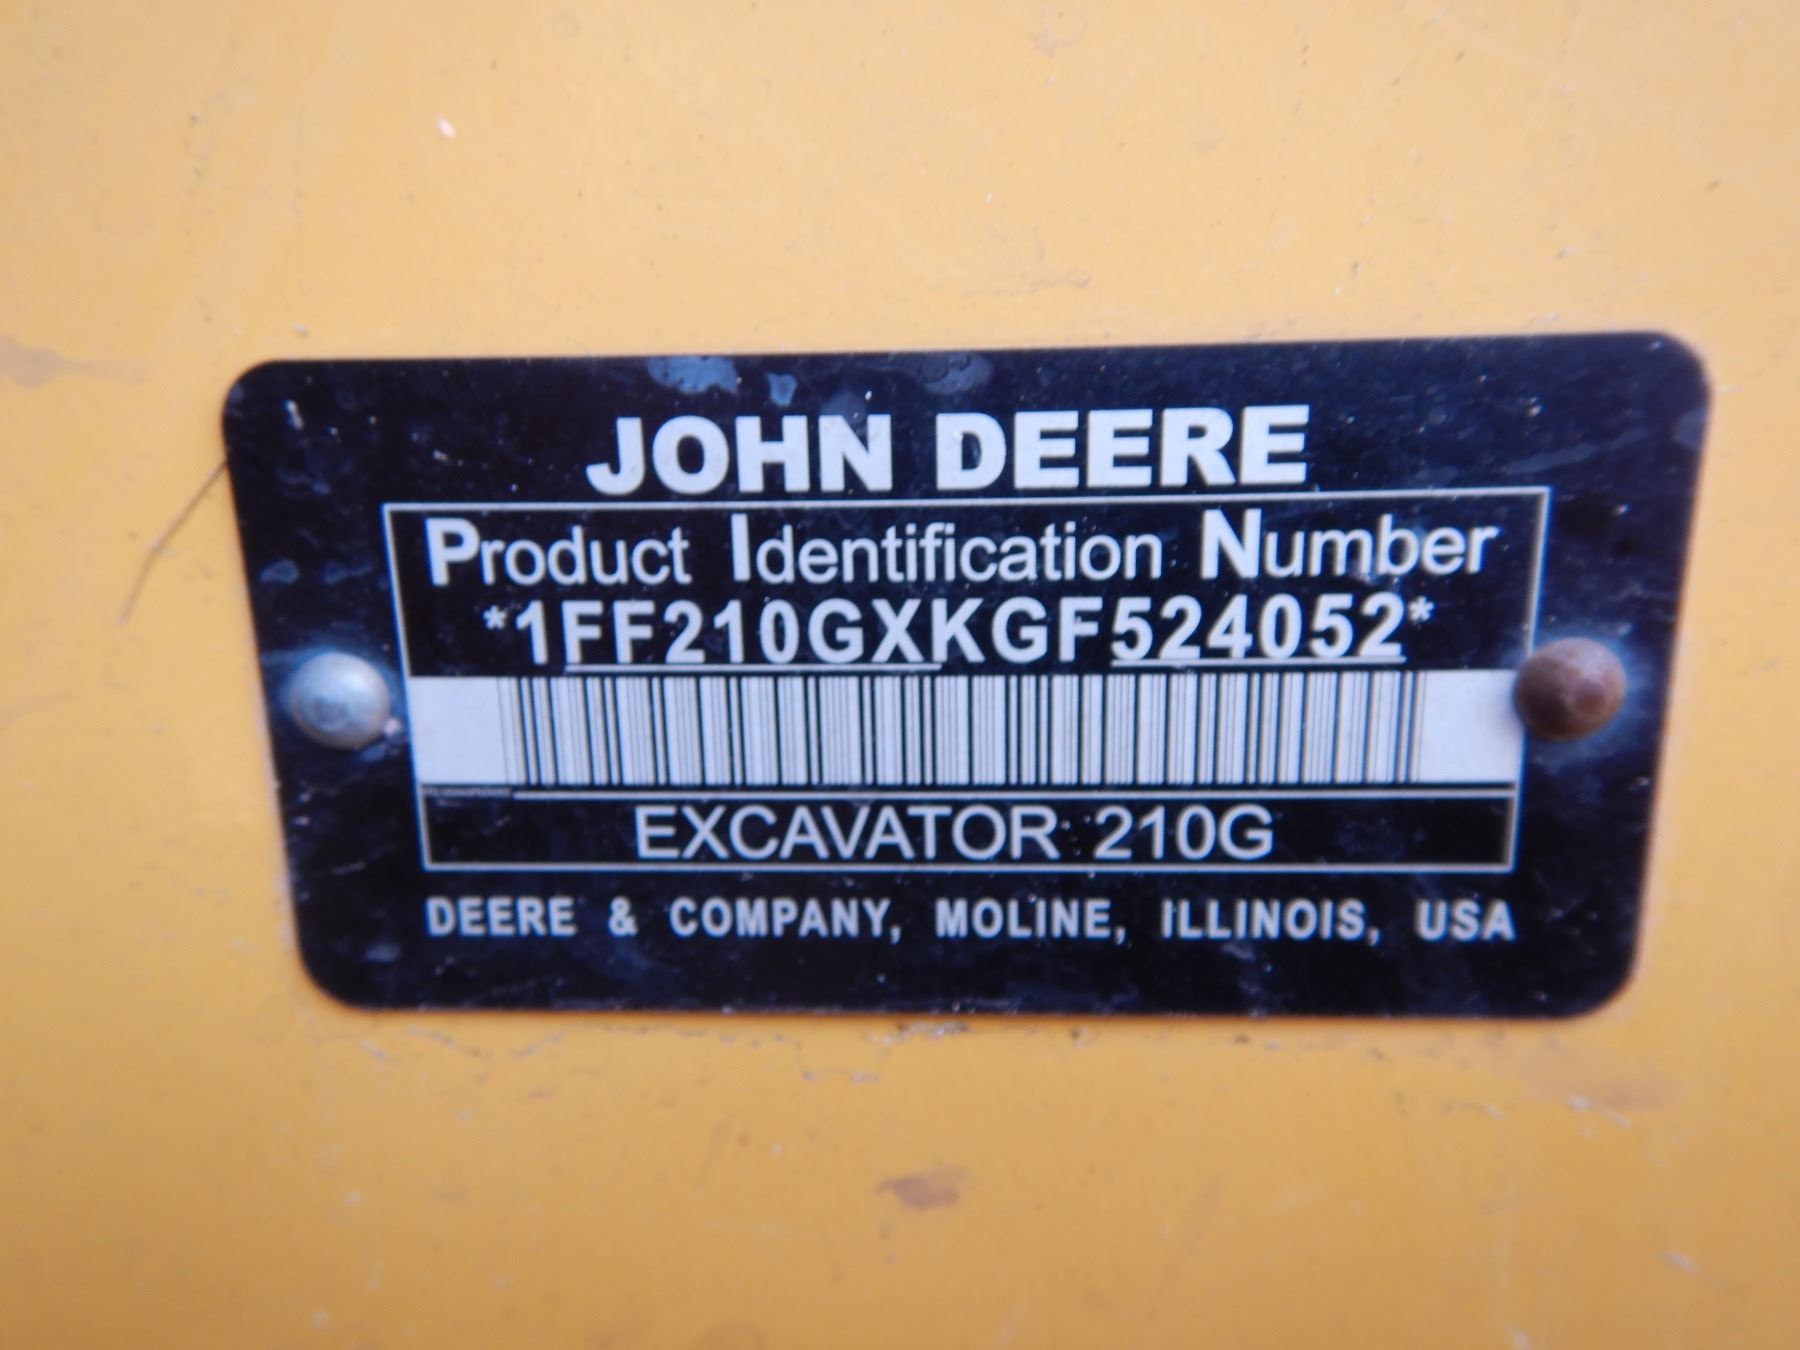 JOHN DEERE
Product Identification Number
*1FF210GXKGF524052*
EXCAVATOR 210G
DEERE & COMPANY, MOLINE, ILLINOIS, USA